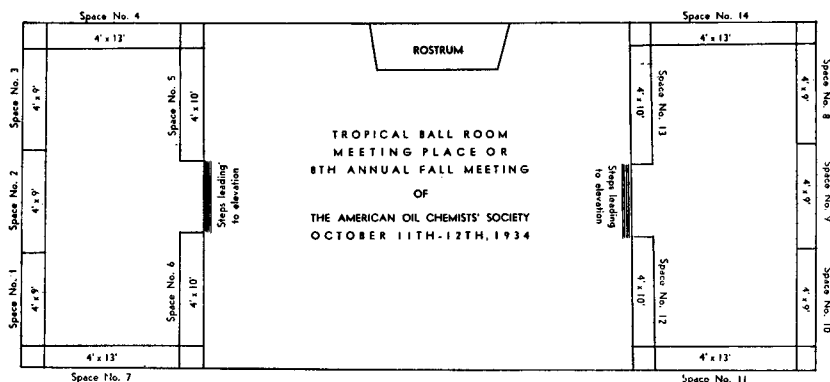 Space No. 4
4' x 13'
Space No. 3
4' x 9'
Space No. 5
4' x 10'
Space No. 2
4' x 9'
Steps leading
to elevation
Space No. 1
4' x 9'
Space No. 6
4' x 10'
4' x 13'
Space No. 7
ROSTRUM
TROPICAL BALL ROOM
MEETING PLACE OR
8TH ANNUAL FALL MEETING
OF
THE AMERICAN OIL CHEMISTS' SOCIETY
OCTOBER 11TH-12TH, 1934
Space No. 14
4' x 13'
4' x 10'
Space No. 13
4' x 9'
Space No. 8
Steps leading
to elevation
4' x 9'
Space No. 9
4' x 10'
Space No. 12
4' x 9'
Space No. 10
4' x 13'
Space No. 11